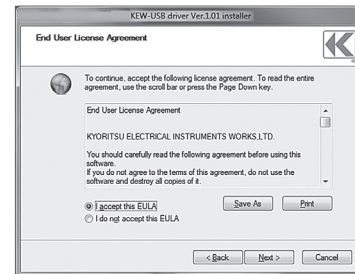 KEW-USB driver Ver.1.01 installer
End User License Agreement
To continue, accept the following license agreement. To read the entire
agreement, use the scroll bar or press the Page Down key.
End User License Agreement
KYORITSU ELECTRICAL INSTRUMENTS WORKS,LTD.
You should carefully read the following agreement before using this
software.
If you do not agree to the terms of this agreement, do not use the
software and destroy all copies of it.
I accept this EULA
I do not accept this EULA
Save As
Print
< Back
Next >
Cancel